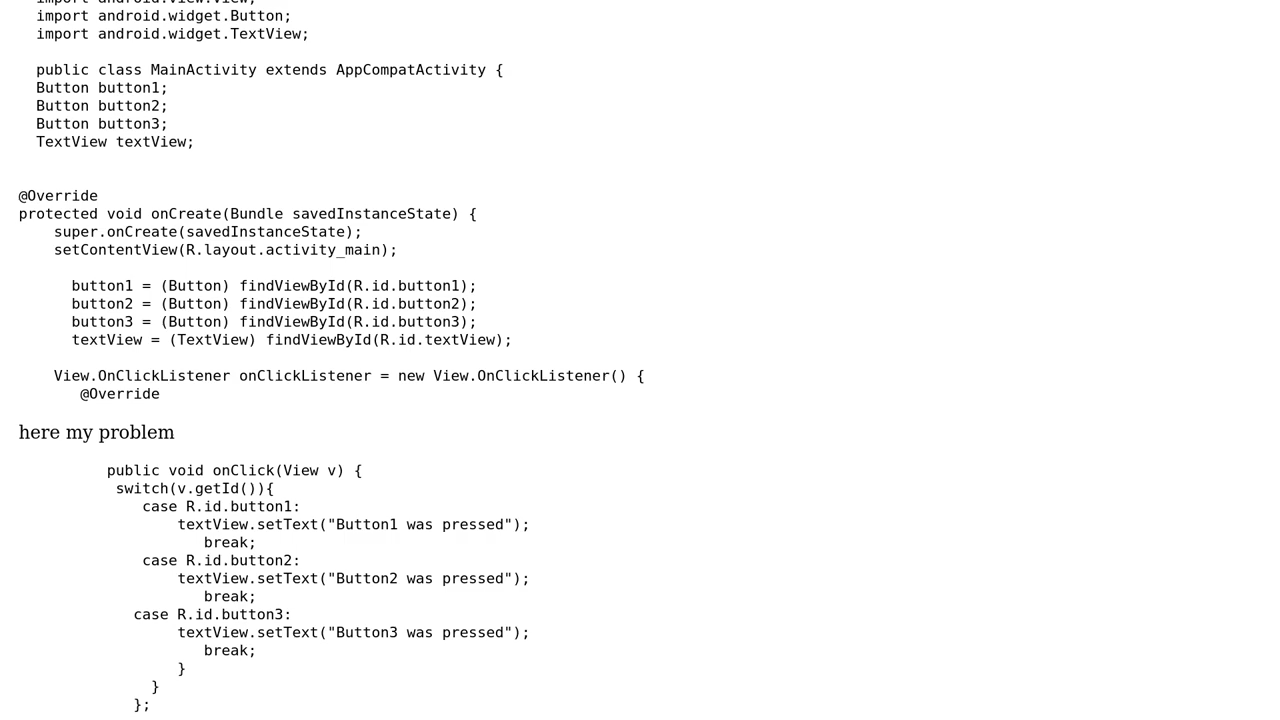 import android.view.View;
import android.widget.Button;
import android.widget.TextView;
public class MainActivity extends AppCompatActivity {
Button button1;
Button button2;
Button button3;
TextView textView;
@Override
protected void onCreate(Bundle savedInstanceState) {
super.onCreate(savedInstanceState);
setContentView(R.layout.activity_main);
button1 = (Button) findViewById(R.id.button1);
button2 = (Button) findViewById(R.id.button2);
button3 = (Button) findViewById(R.id.button3);
textView = (TextView) findViewById(R.id.textView);
View.OnClickListener onClickListener = new View.OnClickListener() {
@Override
here my problem
public void onClick(View v) {
switch(v.getId()){
case R.id.button1:
textView.setText("Button1 was pressed");
break;
case R.id.button2:
textView.setText("Button2 was pressed");
break;
case R.id.button3:
textView.setText("Button3 was pressed");
break;
}
}
};